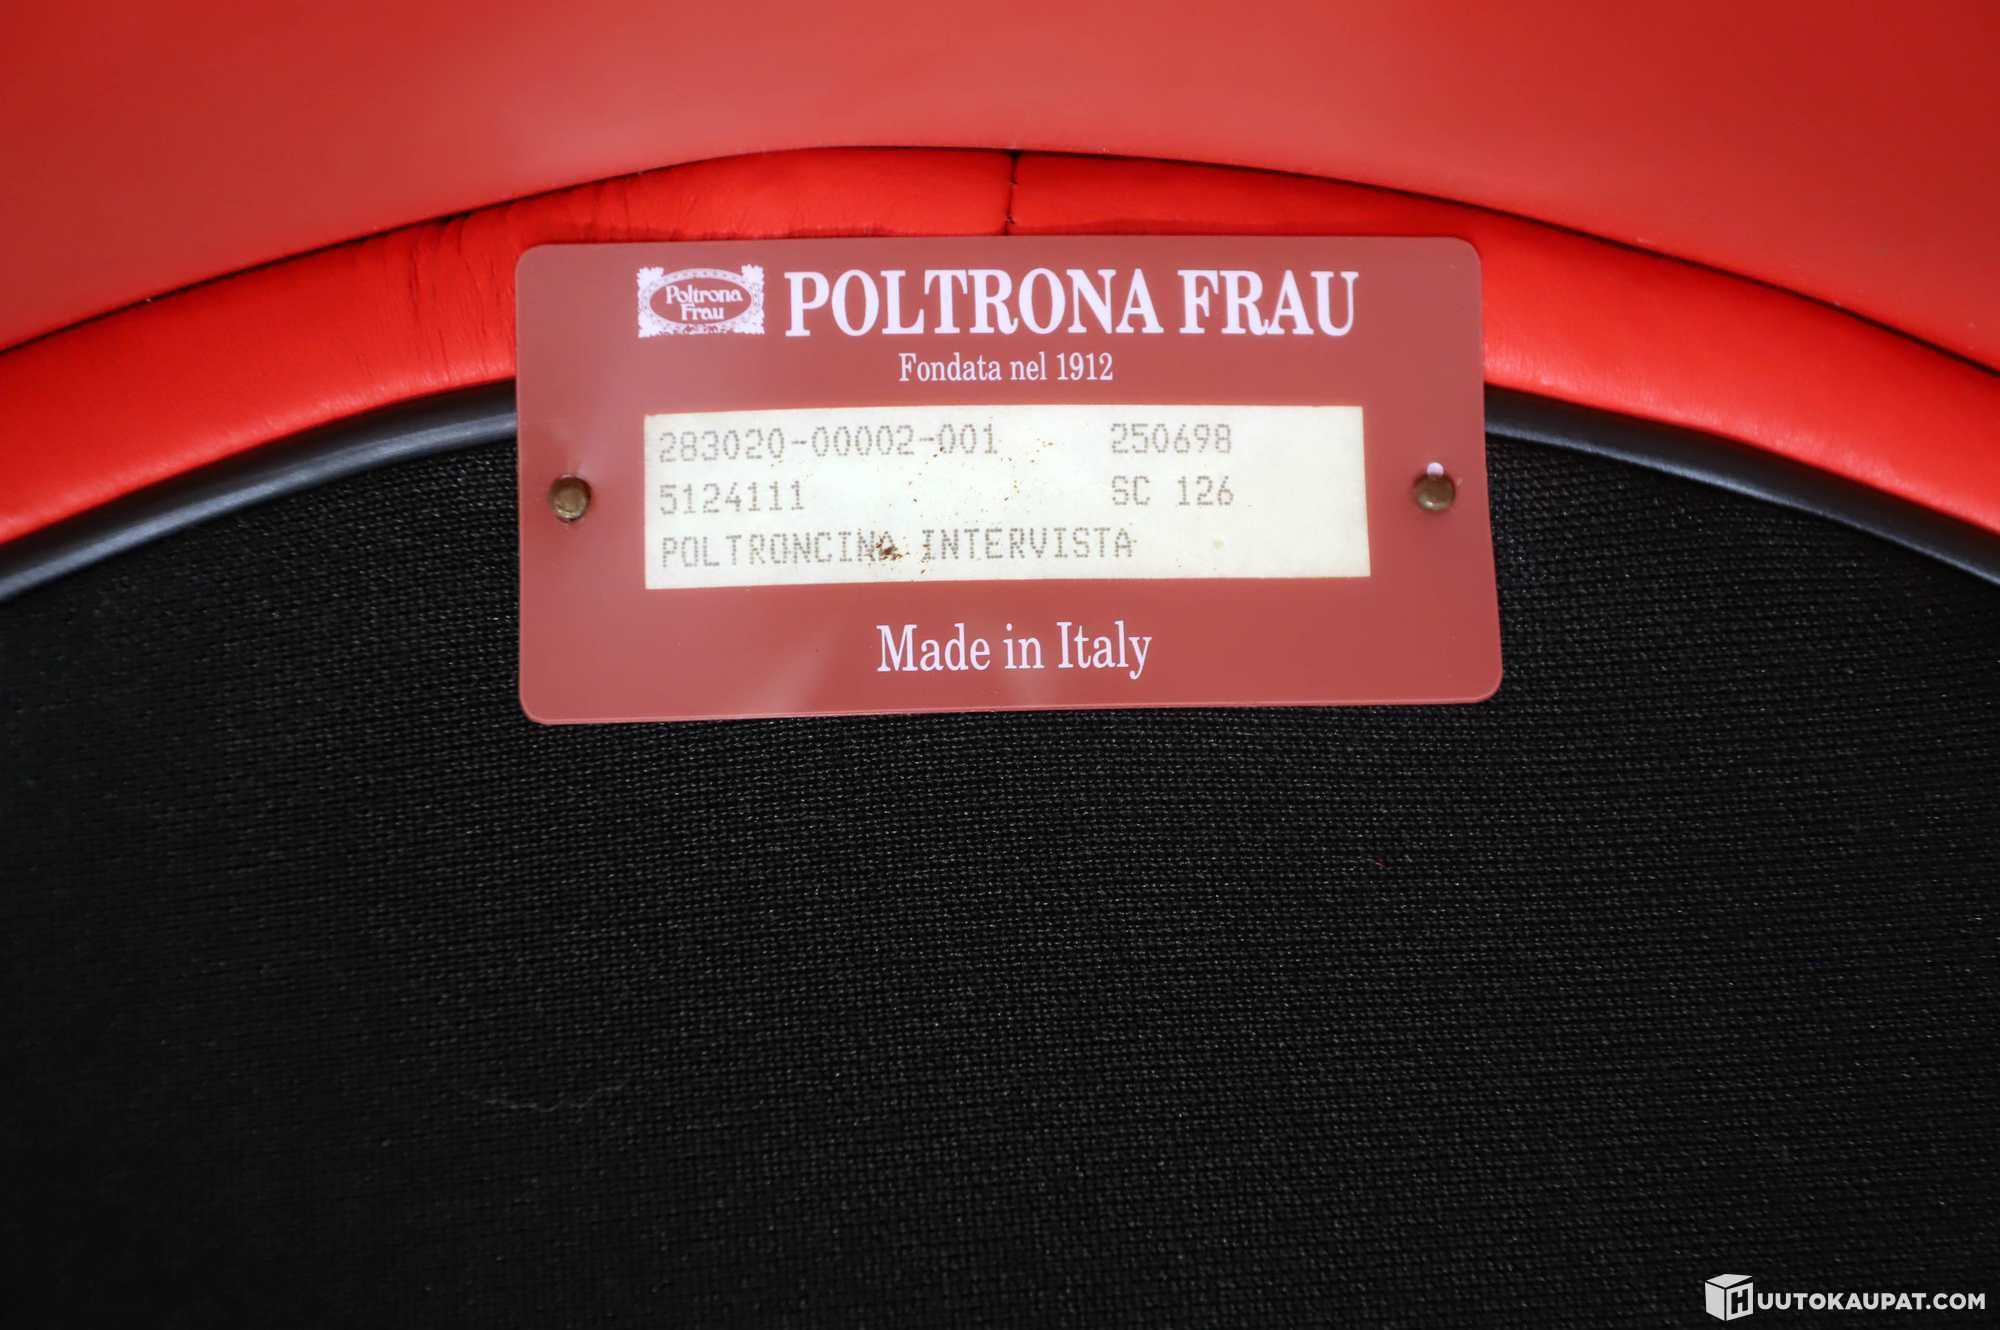 Poltrona
Frau
POLTRONA FRAU
Fondata nel 1912
283020-00002-001 250698
5124111 SC 126
POLTRONCINA INTERVISTA
Made in Italy
HUUTOKAUPAT.COM